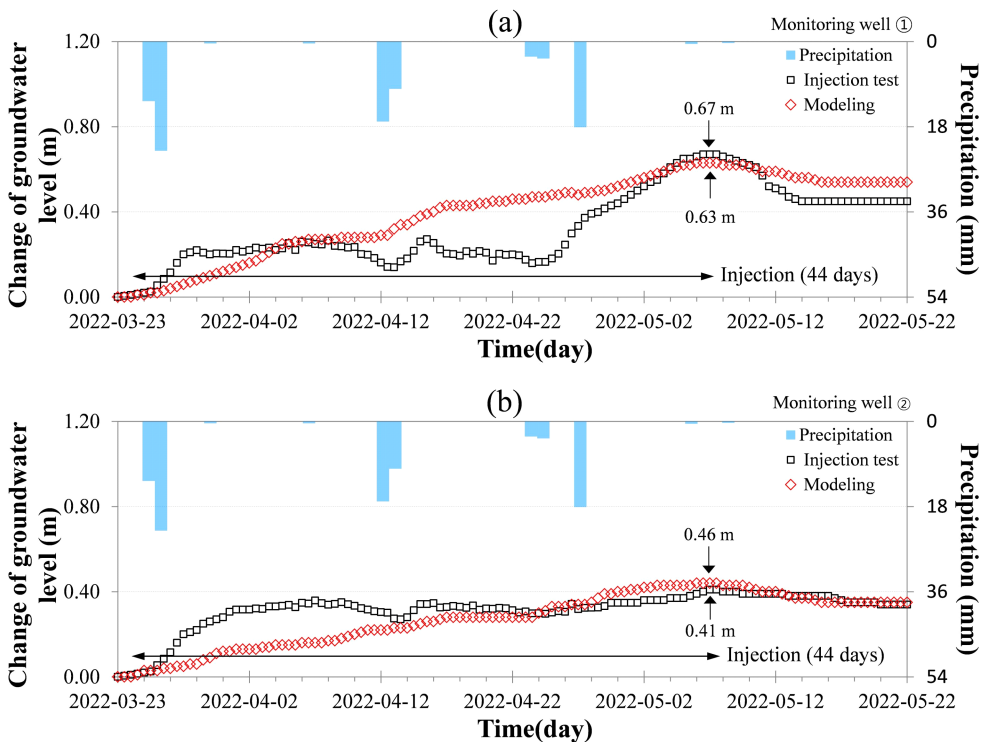 (a)
Monitoring well ①
Precipitation
Injection test
Modeling
Change of groundwater
level (m)
1.20
0.80
0.40
0.00
0
18
36
54
Precipitation (mm)
0.67 m
0.63 m
Injection (44 days)
2022-03-23
2022-04-02
2022-04-12
2022-04-22
2022-05-02
2022-05-12
2022-05-22
Time(day)
(b)
Monitoring well ②
Precipitation
Injection test
Modeling
Change of groundwater
level (m)
1.20
0.80
0.40
0.00
0
18
36
54
Precipitation (mm)
0.46 m
0.41 m
Injection (44 days)
2022-03-23
2022-04-02
2022-04-12
2022-04-22
2022-05-02
2022-05-12
2022-05-22
Time(day)